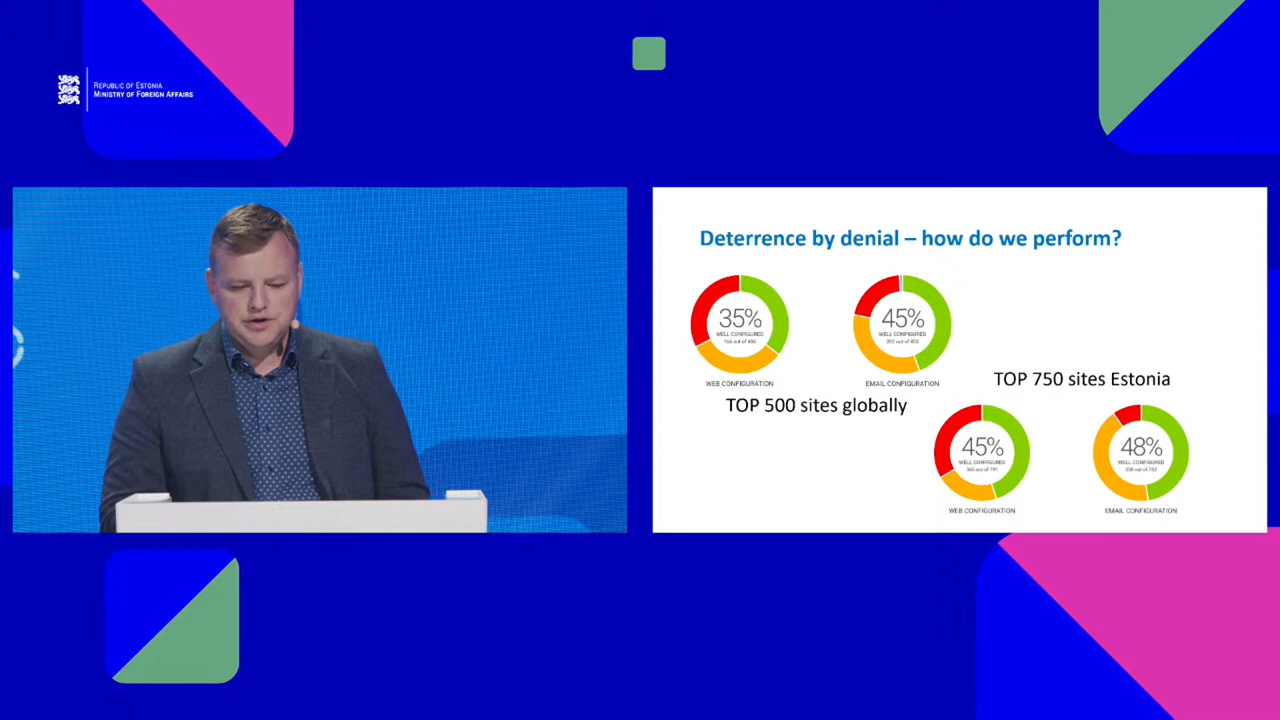 REPUBLIC OF ESTONIA
MINISTRY OF FOREIGN AFFAIRS
Deterrence by denial – how do we perform?
35%
WELL CONFIGURED
45%
WELL CONFIGURED
WEB CONFIGURATION
EMAIL CONFIGURATION
TOP 500 sites globally
TOP 750 sites Estonia
45%
WELL CONFIGURED
48%
WELL CONFIGURED
WEB CONFIGURATION
EMAIL CONFIGURATION